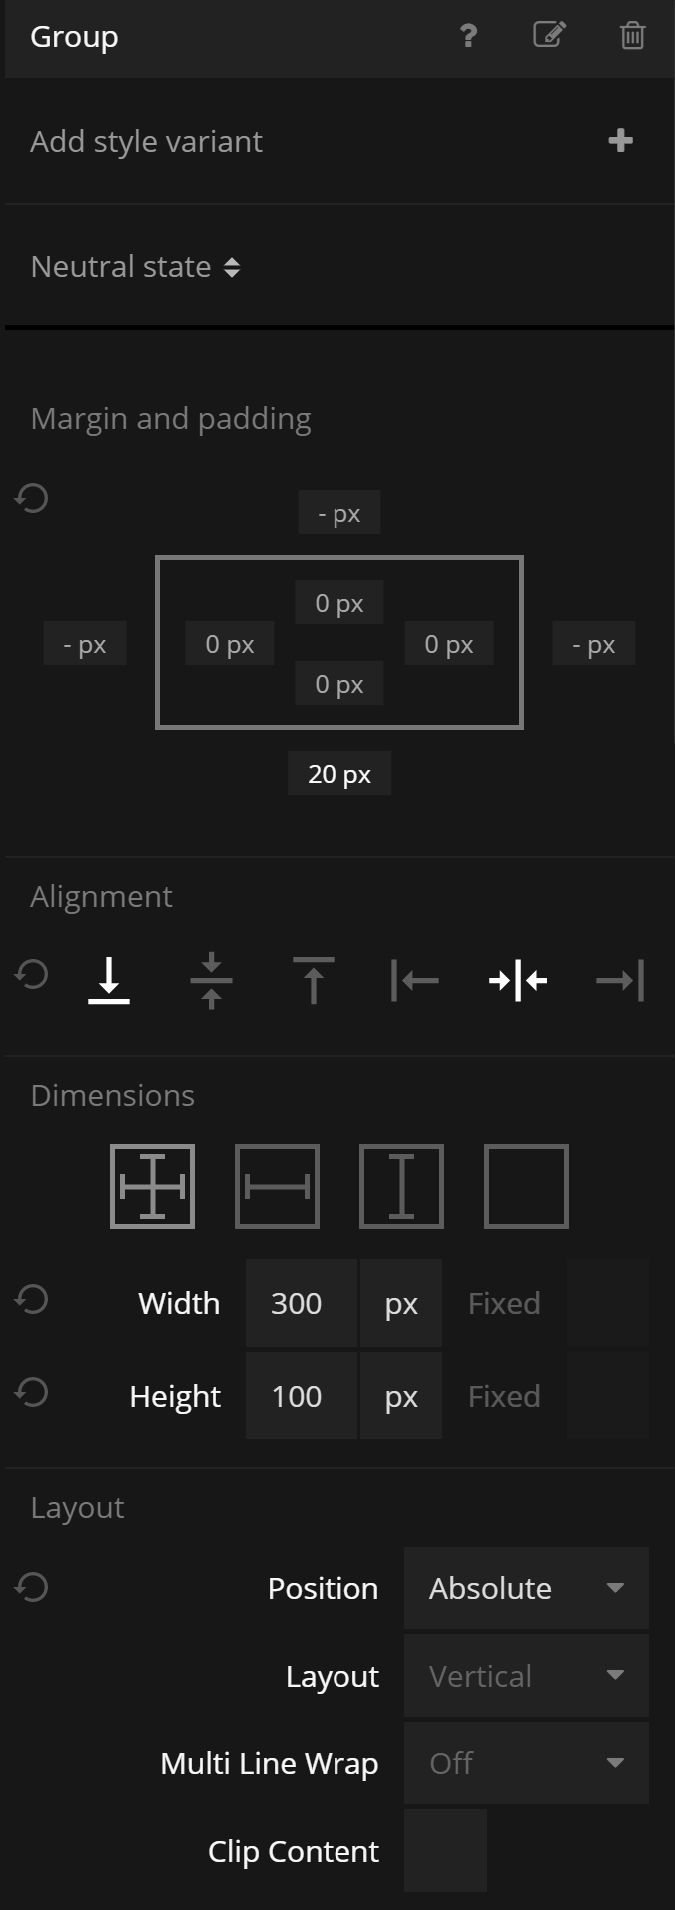 Group
?
Add style variant
Neutral state
Margin and padding
- px
0 px
- px
0 px
0 px
- px
0 px
20 px
Alignment
Dimensions
Width 300 px Fixed
Height 100 px Fixed
Layout
Position Absolute
Layout Vertical
Multi Line Wrap Off
Clip Content